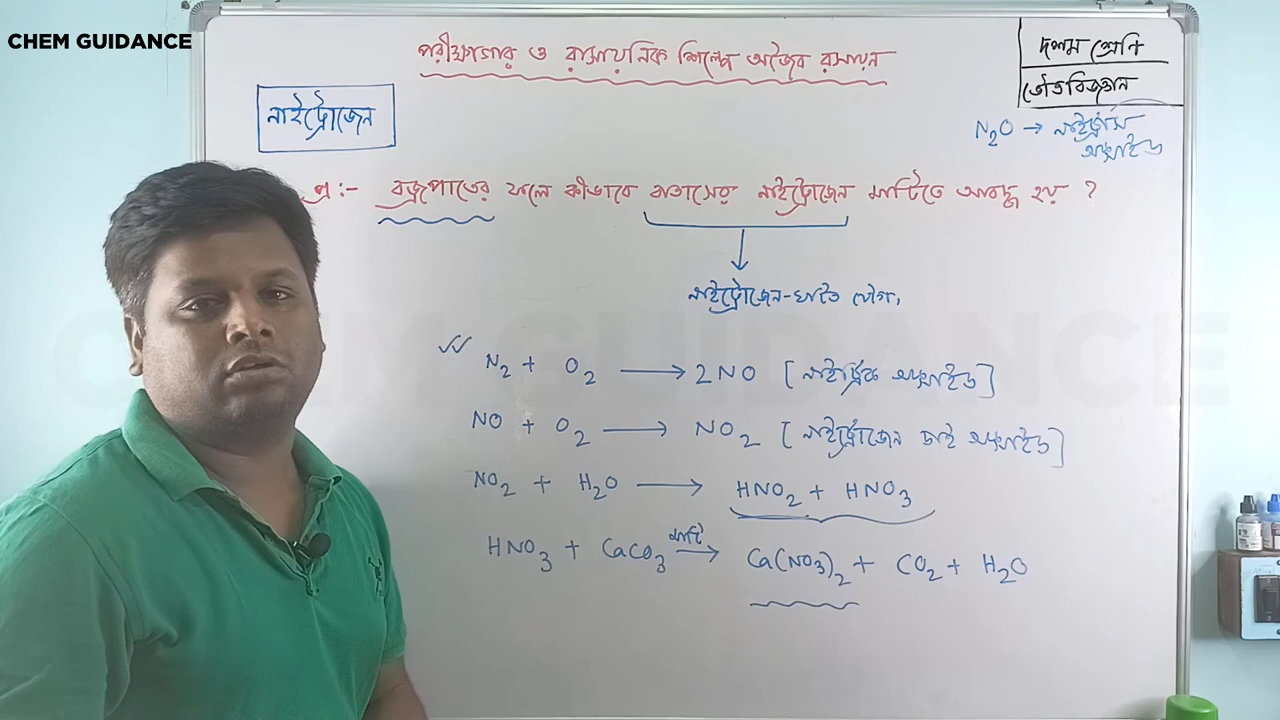 CHEM GUIDANCE
পরীক্ষাগার ও রাসায়নিক শিল্পে অজৈব রসায়ন
দশম শ্রেণি
ভৌতবিজ্ঞান
নাইট্রোজেন
N₂O → নাইট্রাস
অক্সাইড
প্র:- বজ্রপাতের ফলে কীভাবে বাতাসের নাইট্রোজেন মাটিতে আবদ্ধ হয় ?
নাইট্রোজেন-ঘটিত যৌগ,
N₂ + O₂ → 2NO [নাইট্রিক অক্সাইড]
NO + O₂ → NO₂ [নাইট্রোজেন ডাই অক্সাইড]
NO₂ + H₂O → HNO₂ + HNO₃
মাটি
HNO₃ + CaCO₃ → Ca(NO₃)₂ + CO₂ + H₂O
CHEM GUIDANCE